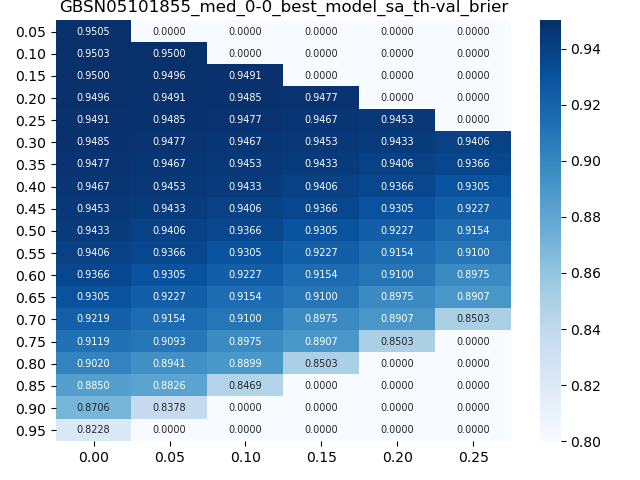 GBSN05101855_med_0-0_best_model_sa_th-val_brier
0.05 0.9505 0.0000 0.0000 0.0000 0.0000 0.0000
0.10 0.9503 0.9500 0.0000 0.0000 0.0000 0.0000
0.15 0.9500 0.9496 0.9491 0.0000 0.0000 0.0000
0.20 0.9496 0.9491 0.9485 0.9477 0.0000 0.0000
0.25 0.9491 0.9485 0.9477 0.9467 0.9453 0.0000
0.30 0.9485 0.9477 0.9467 0.9453 0.9433 0.9406
0.35 0.9477 0.9467 0.9453 0.9433 0.9406 0.9366
0.40 0.9467 0.9453 0.9433 0.9406 0.9366 0.9305
0.45 0.9453 0.9433 0.9406 0.9366 0.9305 0.9227
0.50 0.9433 0.9406 0.9366 0.9305 0.9227 0.9154
0.55 0.9406 0.9366 0.9305 0.9227 0.9154 0.9100
0.60 0.9366 0.9305 0.9227 0.9154 0.9100 0.8975
0.65 0.9305 0.9227 0.9154 0.9100 0.8975 0.8907
0.70 0.9219 0.9154 0.9100 0.8975 0.8907 0.8503
0.75 0.9119 0.9093 0.8975 0.8907 0.8503 0.0000
0.80 0.9020 0.8941 0.8899 0.8503 0.0000 0.0000
0.85 0.8850 0.8826 0.8469 0.0000 0.0000 0.0000
0.90 0.8706 0.8378 0.0000 0.0000 0.0000 0.0000
0.95 0.8228 0.0000 0.0000 0.0000 0.0000 0.0000
0.00 0.05 0.10 0.15 0.20 0.25
0.94
0.92
0.90
0.88
0.86
0.84
0.82
0.80